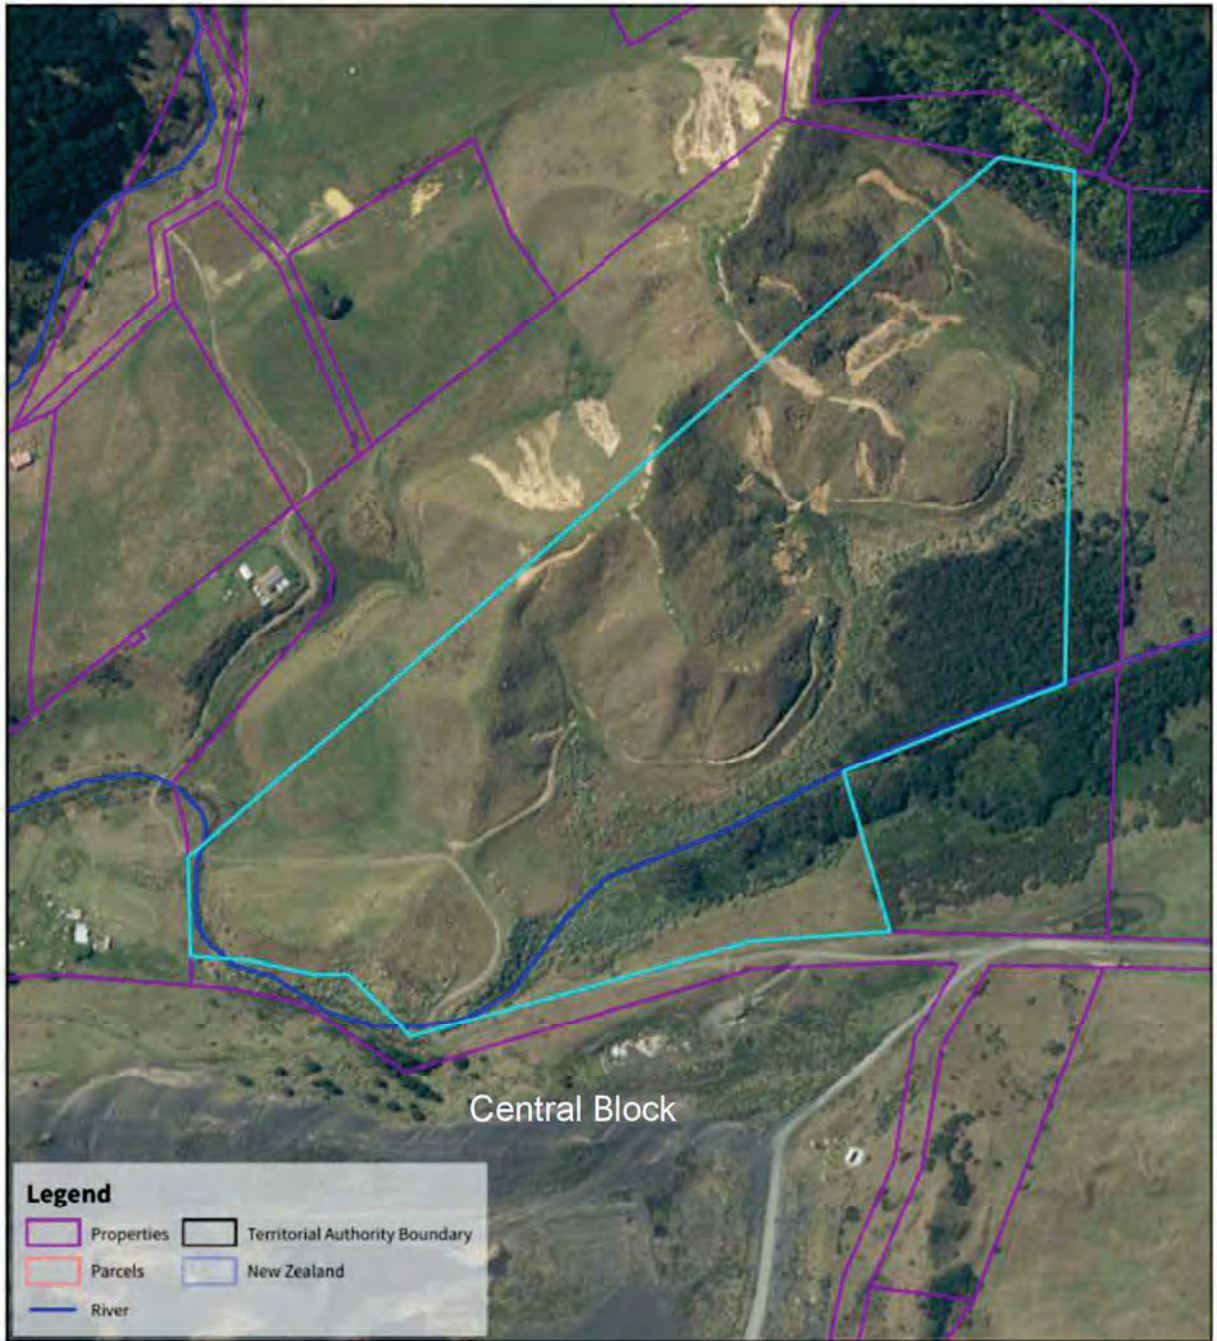 Central Block
Legend
Properties
Territorial Authority Boundary
Parcels
New Zealand
River